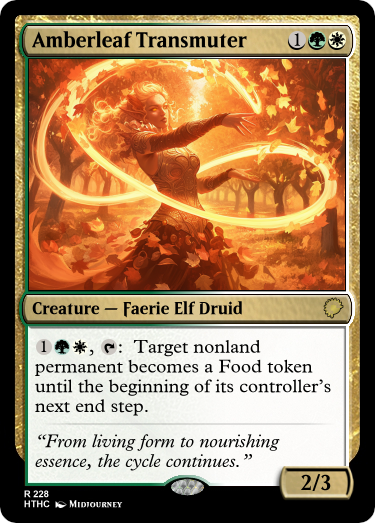 Amberleaf Transmuter 1
Creature — Faerie Elf Druid
1, : Target nonland
permanent becomes a Food token
until the beginning of its controller's
next end step.
“From living form to nourishing
essence, the cycle continues.”
2/3
R 228
HTHC Midjourney